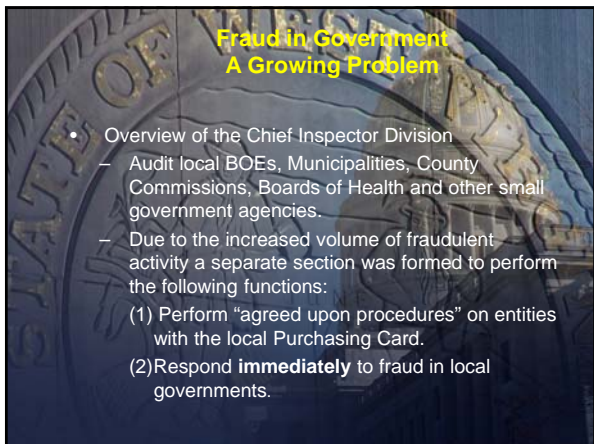 Fraud in Government
A Growing Problem
• Overview of the Chief Inspector Division
– Audit local BOEs, Municipalities, County
Commissions, Boards of Health and other small
government agencies.
– Due to the increased volume of fraudulent
activity a separate section was formed to perform
the following functions:
(1) Perform “agreed upon procedures” on entities
with the local Purchasing Card.
(2)Respond immediately to fraud in local
governments.
STATE OF WES